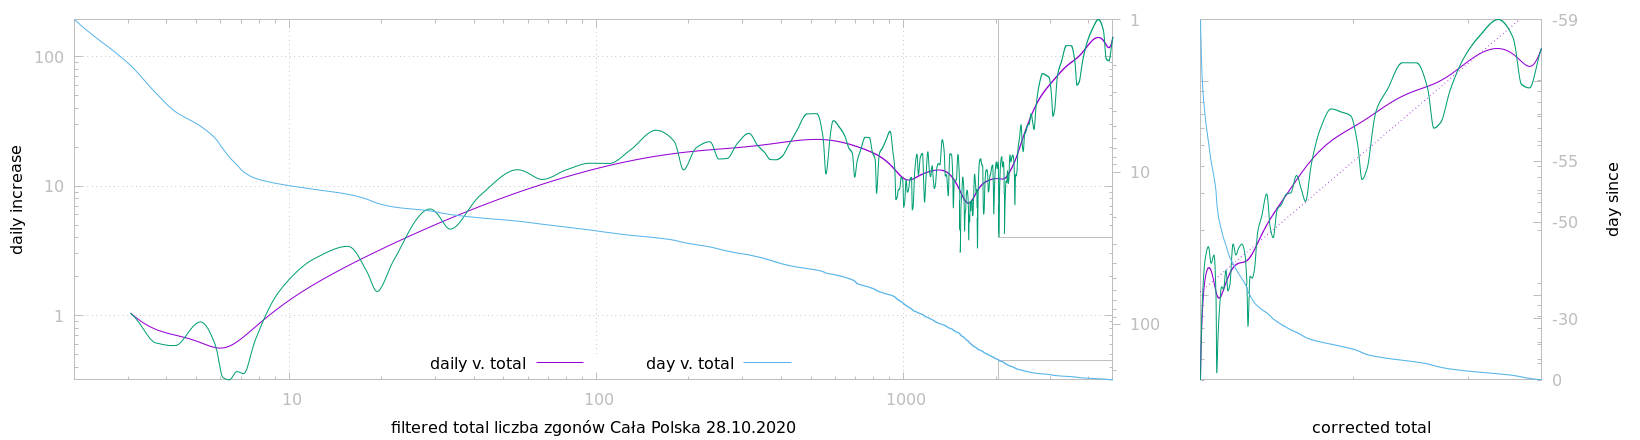 100
10
1
daily increase
10
100
1000
1
10
100
daily v. total
day v. total
filtered total liczba zgonów Cała Polska 28.10.2020
-59
-55
-50
-30
0
day since
corrected total